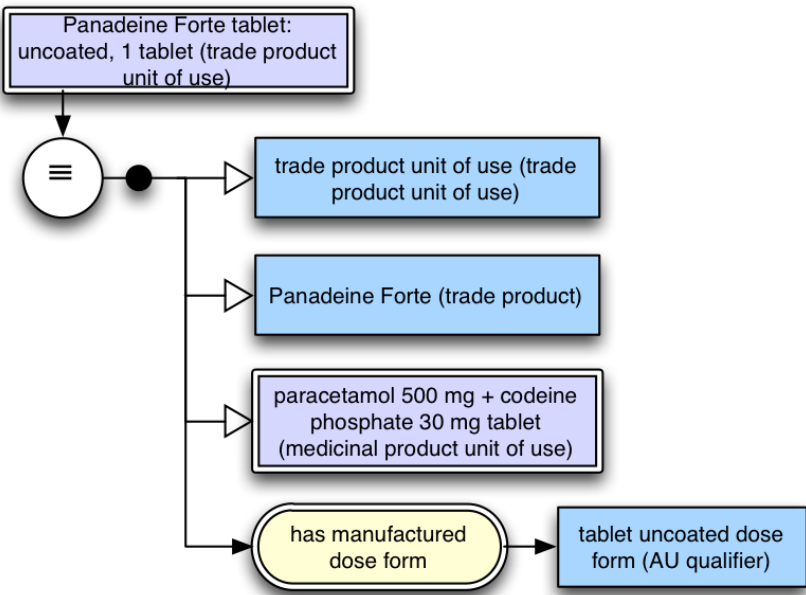 Panadeine Forte tablet:
uncoated, 1 tablet (trade product
unit of use)
≡
trade product unit of use (trade
product unit of use)
Panadeine Forte (trade product)
paracetamol 500 mg + codeine
phosphate 30 mg tablet
(medicinal product unit of use)
has manufactured
dose form
tablet uncoated dose
form (AU qualifier)